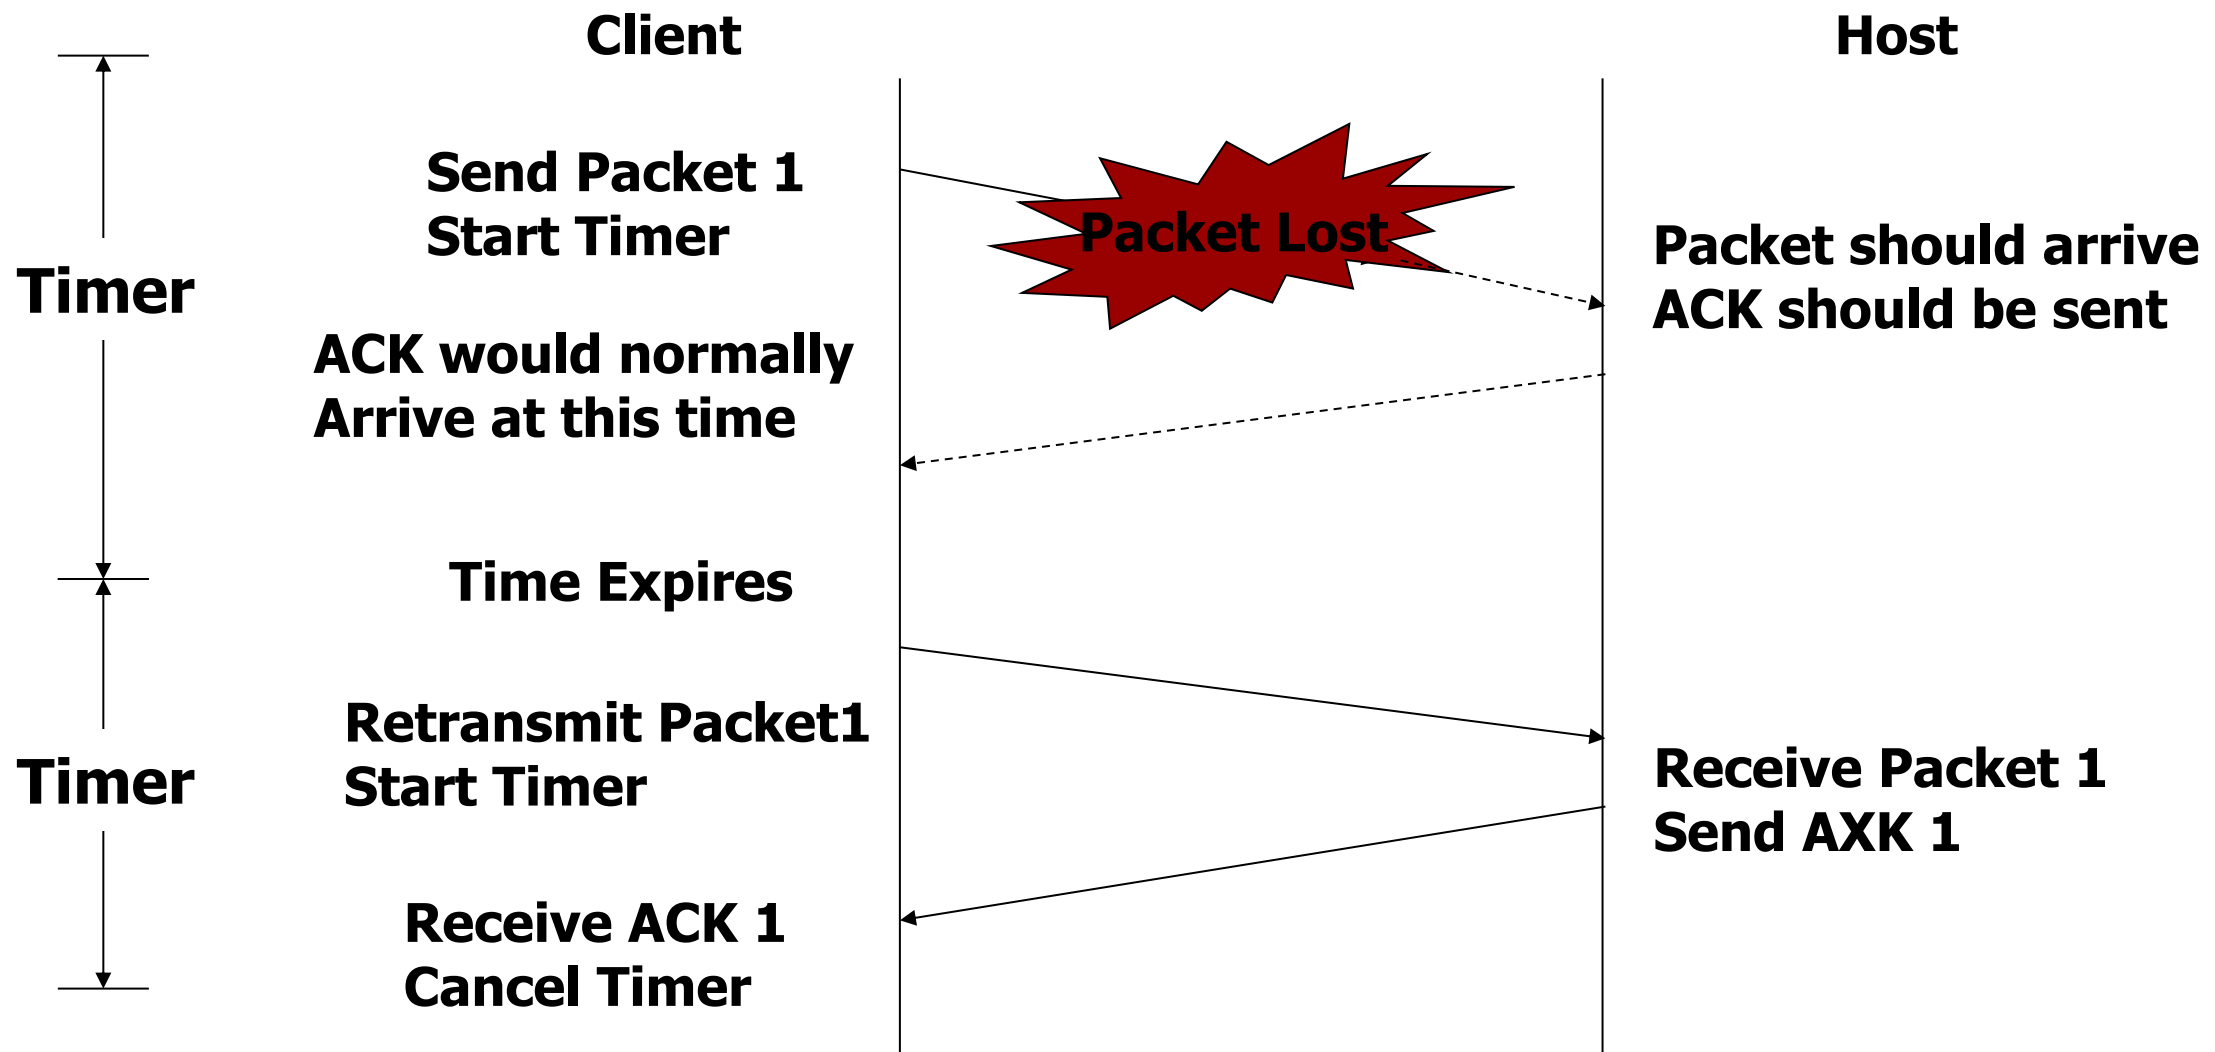 Client
Host
Send Packet 1
Start Timer
Packet Lost
Packet should arrive
ACK should be sent
Timer
ACK would normally
Arrive at this time
Time Expires
Retransmit Packet1
Start Timer
Timer
Receive Packet 1
Send AXK 1
Receive ACK 1
Cancel Timer